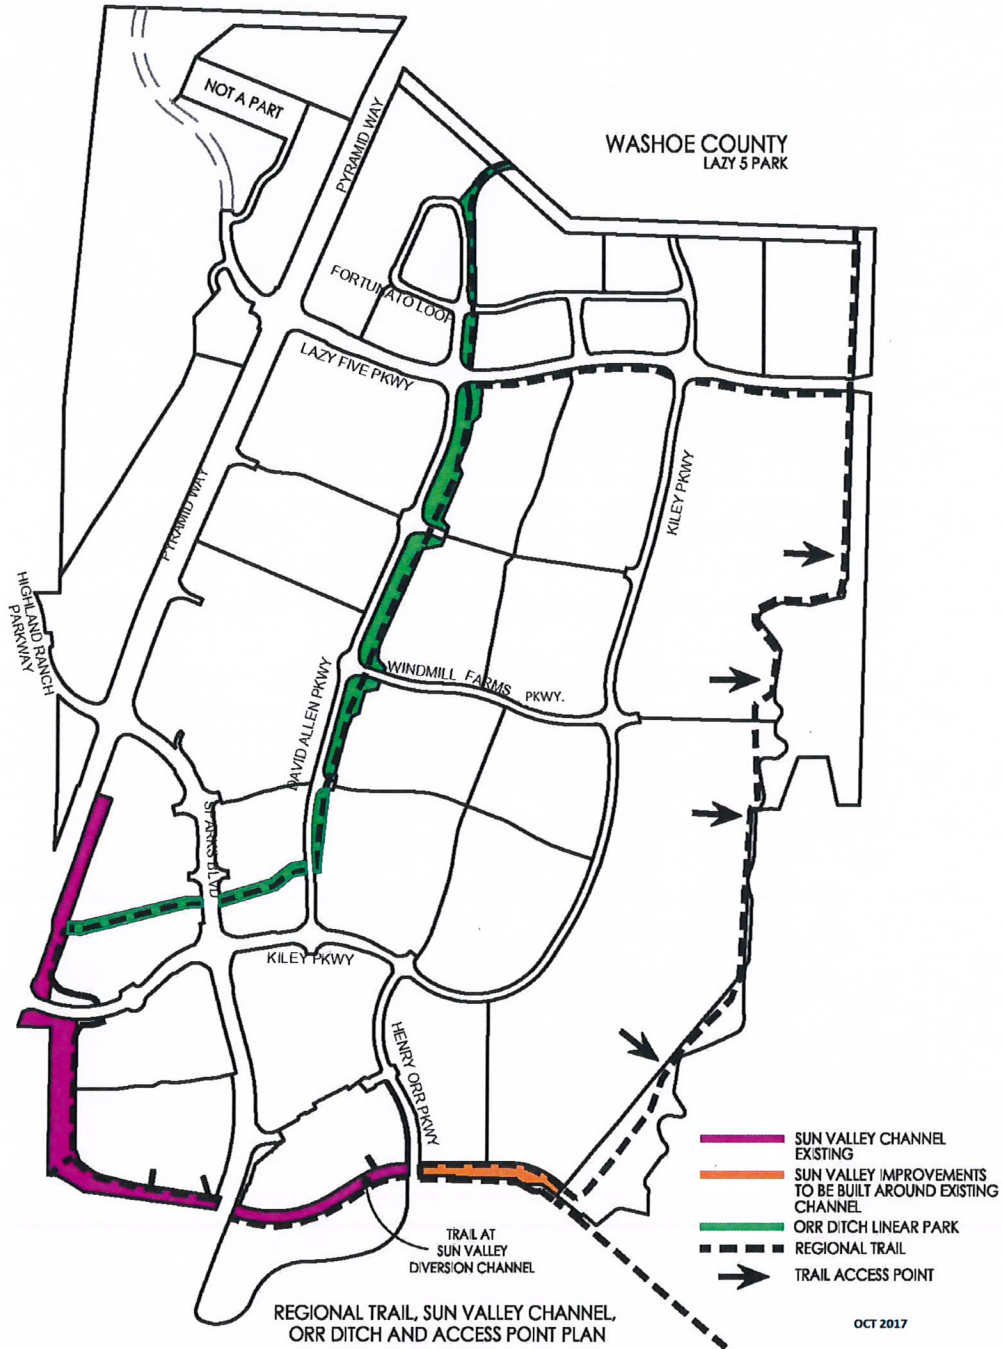 NOT A PART
PYRAMID WAY
WASHOE COUNTY
LAZY 5 PARK
FORTUNATO LOOP
LAZY FIVE PKWY
KILEY PKWY
PYRAMID WAY
HIGHLAND RANCH
PARKWAY
WINDMILL FARMS PKWY.
DAVID ALLEN PKWY
SPARKS BLVD
KILEY PKWY
HENRY ORR PKWY
SUN VALLEY CHANNEL
EXISTING
SUN VALLEY IMPROVEMENTS
TO BE BUILT AROUND EXISTING
CHANNEL
ORR DITCH LINEAR PARK
REGIONAL TRAIL
TRAIL ACCESS POINT
TRAIL AT
SUN VALLEY
DIVERSION CHANNEL
REGIONAL TRAIL, SUN VALLEY CHANNEL,
ORR DITCH AND ACCESS POINT PLAN
OCT 2017